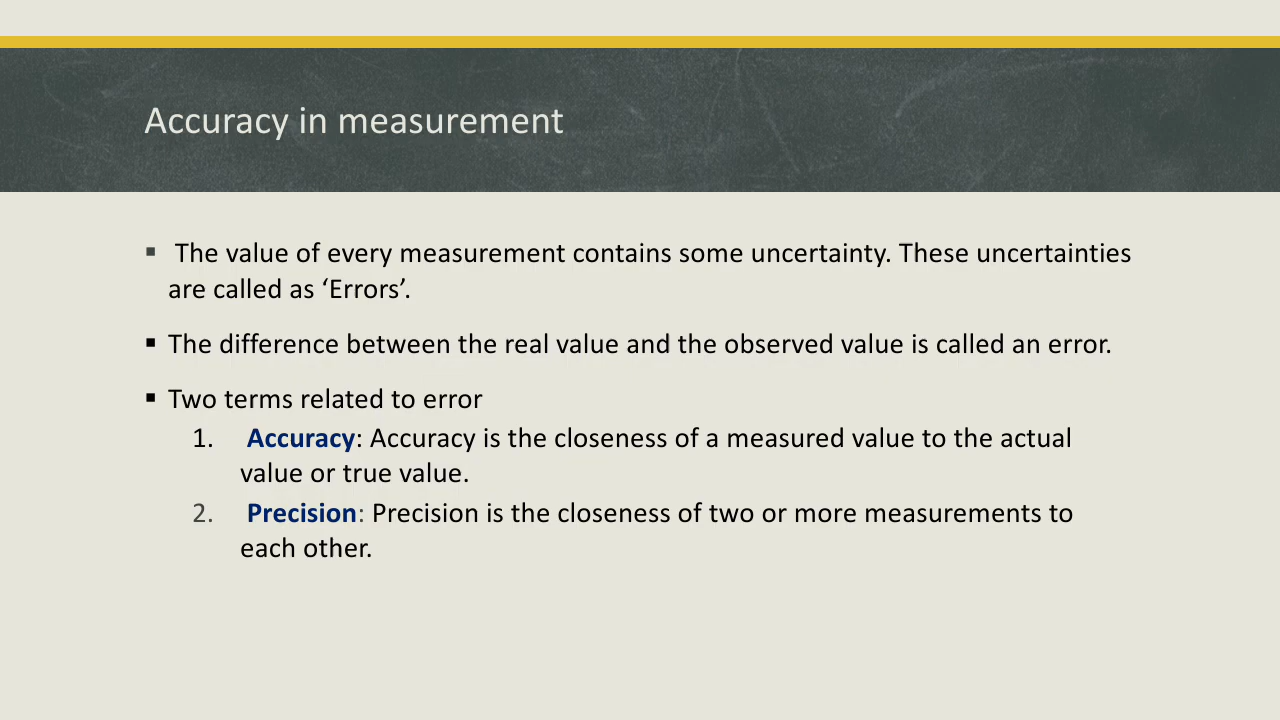 Accuracy in measurement
▪ The value of every measurement contains some uncertainty. These uncertainties
are called as ‘Errors’.
▪ The difference between the real value and the observed value is called an error.
▪ Two terms related to error
1. Accuracy: Accuracy is the closeness of a measured value to the actual
value or true value.
2. Precision: Precision is the closeness of two or more measurements to
each other.